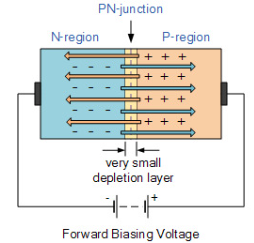 PN-junction
N-region P-region
+ + +
- - -
+ + +
- - -
+ + +
- - -
+ + +
- - -
very small
depletion layer
- +
Forward Biasing Voltage